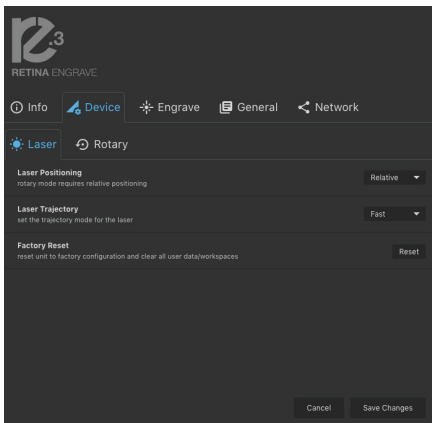 re.3
RETINA ENGRAVE
Info Device Engrave General Network
Laser Rotary
Laser Positioning
rotary mode requires relative positioning
Relative
Laser Trajectory
set the trajectory mode for the laser
Fast
Factory Reset
reset unit to factory configuration and clear all user data/workspaces
Reset
Cancel Save Changes